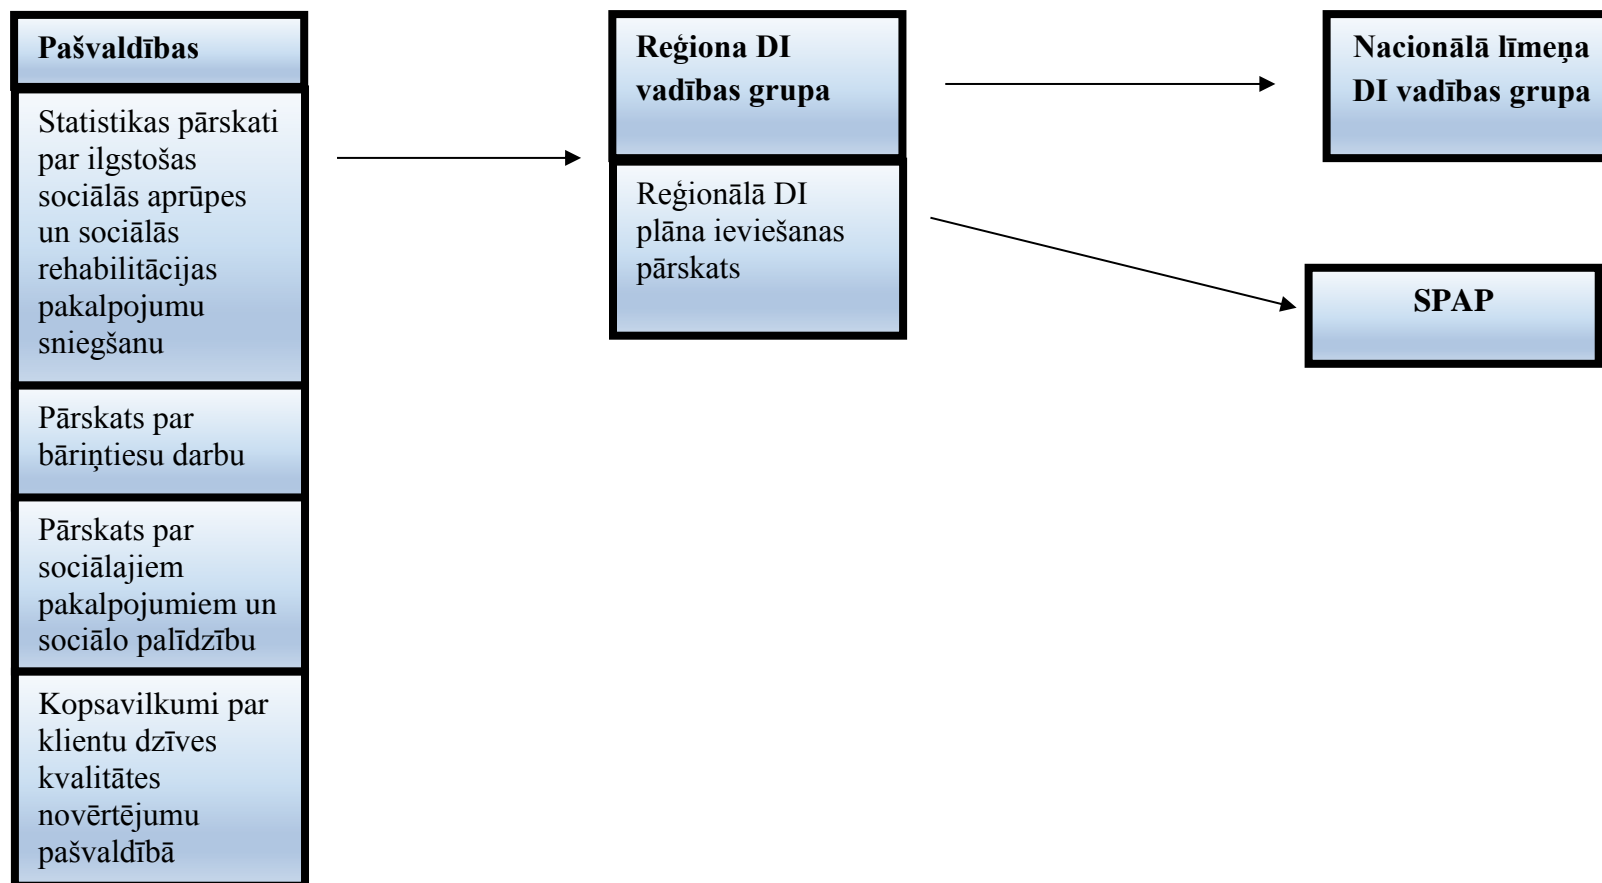 Pašvaldības
Statistikas pārskati
par ilgstošas
sociālās aprūpes
un sociālās
rehabilitācijas
pakalpojumu
sniegšanu
Pārskats par
bāriņtiesu darbu
Pārskats par
sociālajiem
pakalpojumiem un
sociālo palīdzību
Kopsavilkumi par
klientu dzīves
kvalitātes
novērtējumu
pašvaldībā
Reģiona DI
vadības grupa
Reģionālā DI
plāna ieviešanas
pārskats
Nacionālā līmeņa
DI vadības grupa
SPAP